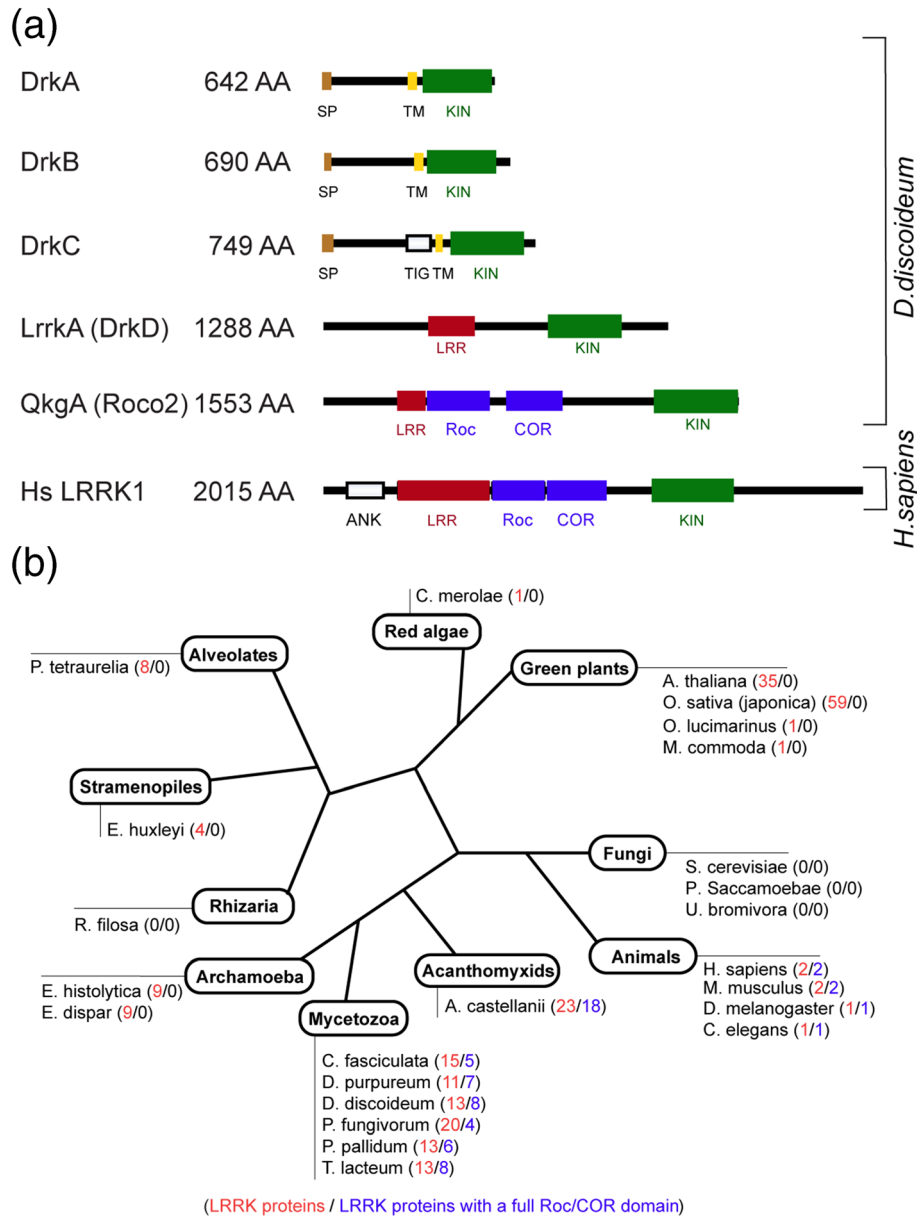 (a)
DrkA 642 AA
SP TM KIN
DrkB 690 AA
SP TM KIN
DrkC 749 AA
SP TIG TM KIN
LrrkA (DrkD) 1288 AA
LRR KIN
QkgA (Roco2) 1553 AA
LRR Roc COR KIN
D.discoideum
Hs LRRK1 2015 AA
ANK LRR Roc COR KIN
H.sapiens
(b)
C. merolae (1/0)
Red algae
Alveolates
P. tetraurelia (8/0)
Green plants
A. thaliana (35/0)
O. sativa (japonica) (59/0)
O. lucimarinus (1/0)
M. commoda (1/0)
Stramenopiles
E. huxleyi (4/0)
Fungi
S. cerevisiae (0/0)
P. Saccamoebae (0/0)
U. bromivora (0/0)
Rhizaria
R. filosa (0/0)
Animals
H. sapiens (2/2)
M. musculus (2/2)
D. melanogaster (1/1)
C. elegans (1/1)
Archamoeba
E. histolytica (9/0)
E. dispar (9/0)
Acanthomyxids
A. castellanii (23/18)
Mycetozoa
C. fasciculata (15/5)
D. purpureum (11/7)
D. discoideum (13/8)
P. fungivorum (20/4)
P. pallidum (13/6)
T. lacteum (13/8)
(LRRK proteins / LRRK proteins with a full Roc/COR domain)